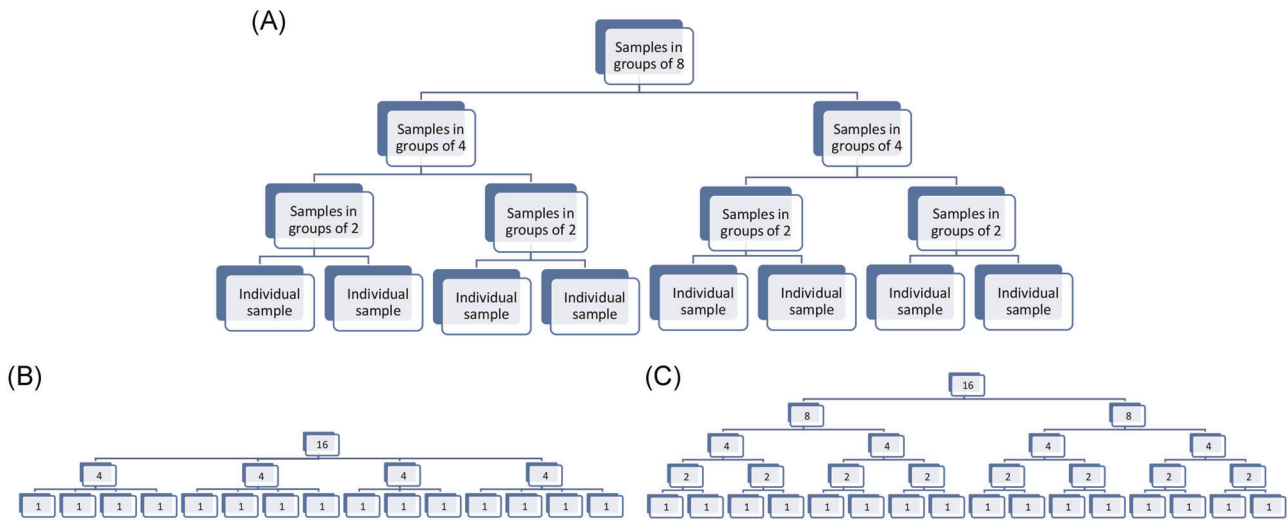 (A)
Samples in
groups of 8
Samples in
groups of 4
Samples in
groups of 4
Samples in
groups of 2
Samples in
groups of 2
Samples in
groups of 2
Samples in
groups of 2
Individual
sample
Individual
sample
Individual
sample
Individual
sample
Individual
sample
Individual
sample
Individual
sample
Individual
sample
(B)
16
4 4 4 4
1 1 1 1 1 1 1 1 1 1 1 1 1 1 1 1
(C)
16
8 8
4 4 4 4
2 2 2 2 2 2 2 2
1 1 1 1 1 1 1 1 1 1 1 1 1 1 1 1